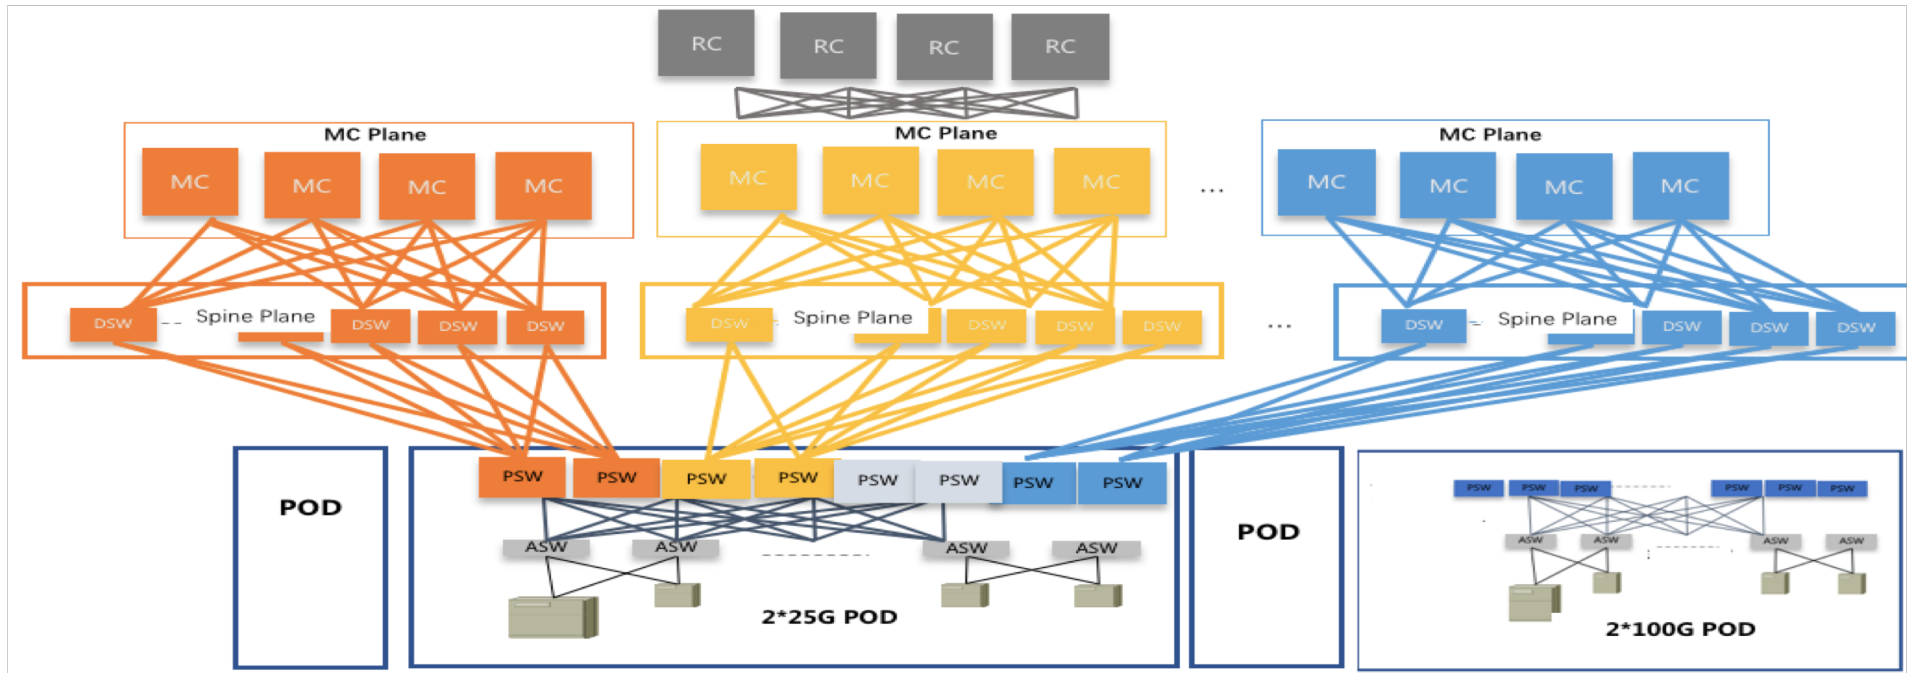 RC RC RC RC
MC Plane MC Plane MC Plane
MC MC MC MC MC MC MC MC ... MC MC MC MC
DSW Spine Plane DSW DSW DSW DSW Spine Plane DSW DSW DSW ... DSW Spine Plane DSW DSW DSW
POD
PSW PSW PSW PSW PSW PSW PSW PSW
ASW ASW ASW ASW
2*25G POD
POD
PSW PSW PSW PSW PSW PSW
ASW ASW ASW ASW
2*100G POD